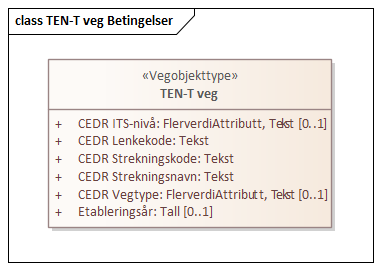 class TEN-T veg Betingelser
«Vegobjekttype»
TEN-T veg
+ CEDR ITS-nivå: FlerverdiAttributt, Tekst [0..1]
+ CEDR Lenkekode: Tekst
+ CEDR Strekningskode: Tekst
+ CEDR Strekningsnavn: Tekst
+ CEDR Vegtype: FlerverdiAttributt, Tekst [0..1]
+ Etableringsår: Tall [0..1]